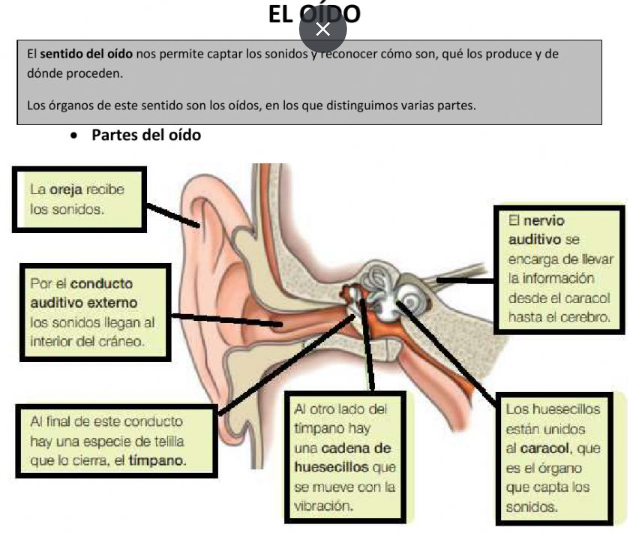 EL OÍDO
El sentido del oído nos permite captar los sonidos y reconocer cómo son, qué los produce y de
dónde proceden.
Los órganos de este sentido son los oídos, en los que distinguimos varias partes.
• Partes del oído
La oreja recibe
los sonidos.
Por el conducto
auditivo externo
los sonidos llegan al
interior del cráneo.
Al final de este conducto
hay una especie de telilla
que lo cierra, el tímpano.
Al otro lado del
tímpano hay
una cadena de
huesecillos que
se mueve con la
vibración.
El nervio
auditivo se
encarga de llevar
la información
desde el caracol
hasta el cerebro.
Los huesecillos
están unidos
al caracol, que
es el órgano
que capta los
sonidos.